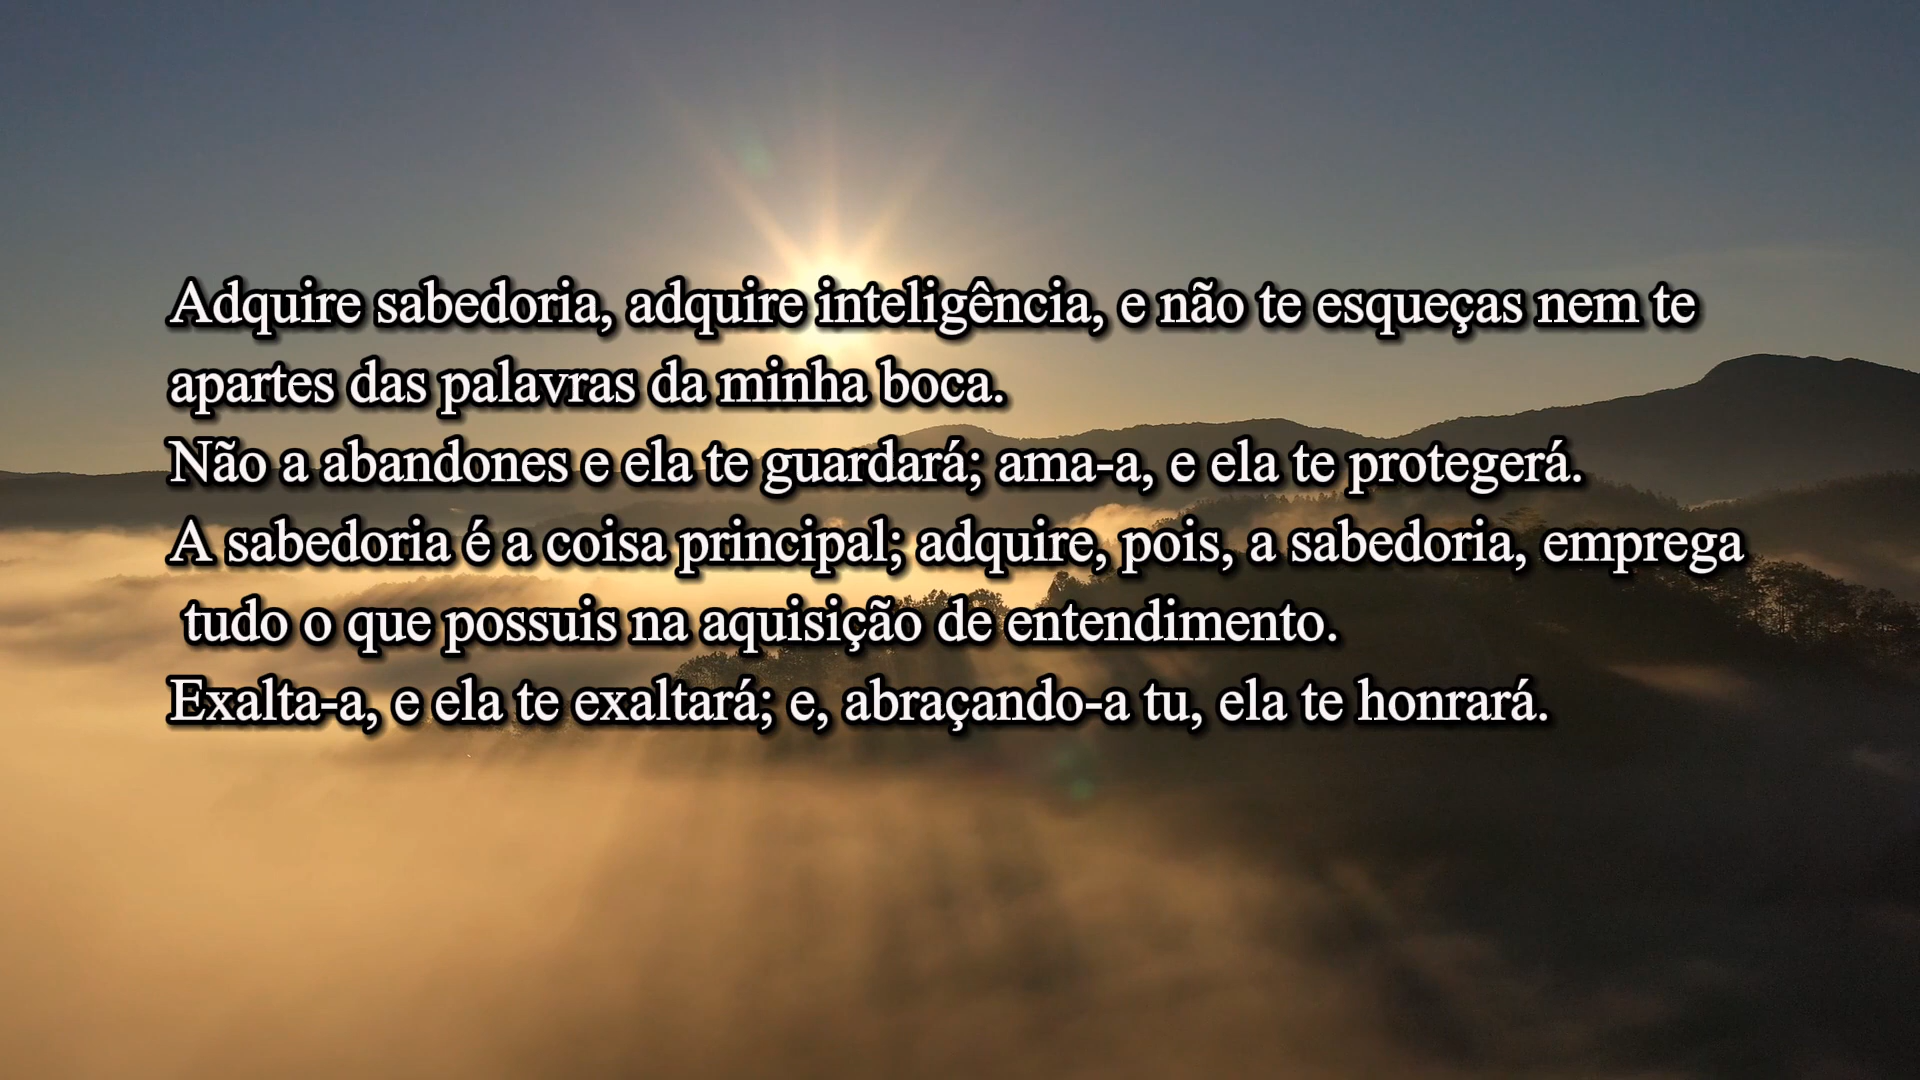 Adquire sabedoria, adquire inteligência, e não te esqueças nem te
apartes das palavras da minha boca.
Não a abandones e ela te guardará; ama-a, e ela te protegerá.
A sabedoria é a coisa principal; adquire, pois, a sabedoria, emprega
tudo o que possuis na aquisição de entendimento.
Exalta-a, e ela te exaltará; e, abraçando-a tu, ela te honrará.